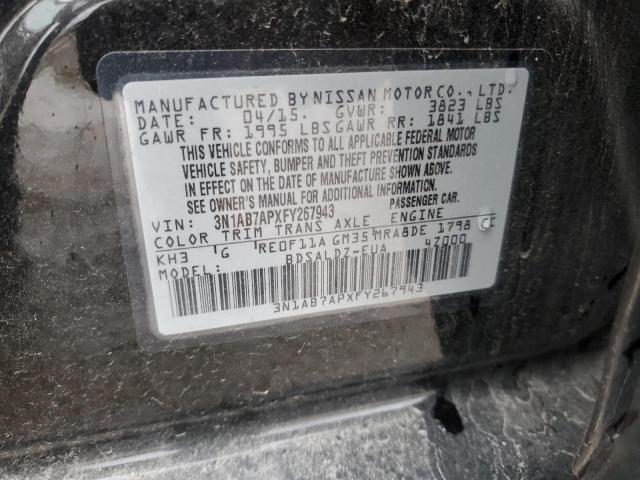 MANUFACTURED BY NISSAN MOTOR CO., LTD.
DATE: 04/15. GVWR: 3823 LBS
GAWR FR: 1995 LBS GAWR RR: 1841 LBS
THIS VEHICLE CONFORMS TO ALL APPLICABLE FEDERAL MOTOR
VEHICLE SAFETY, BUMPER AND THEFT PREVENTION STANDARDS
IN EFFECT ON THE DATE OF MANUFACTURE SHOWN ABOVE.
SEE OWNER'S MANUAL FOR ADDITIONAL INFORMATION.
VIN: 3N1AB7APXFY267943 PASSENGER CAR.
COLOR TRIM TRANS AXLE ENGINE
KH3 G RE0F11A GM35 MRA8DE 1798 CC
MODEL: BDSALDZ-EUA 47000
3N1AB7APXFY267943